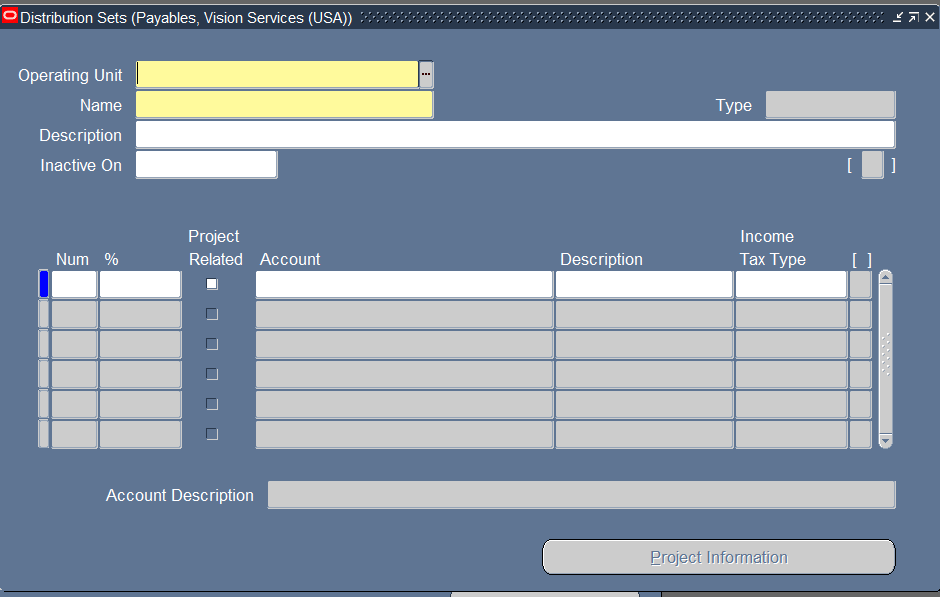 Distribution Sets (Payables, Vision Services (USA))
Operating Unit ...
Name
Type
Description
Inactive On
[ ]
Project
Income
Num % Related Account Description Tax Type [ ]
Account Description
Project Information